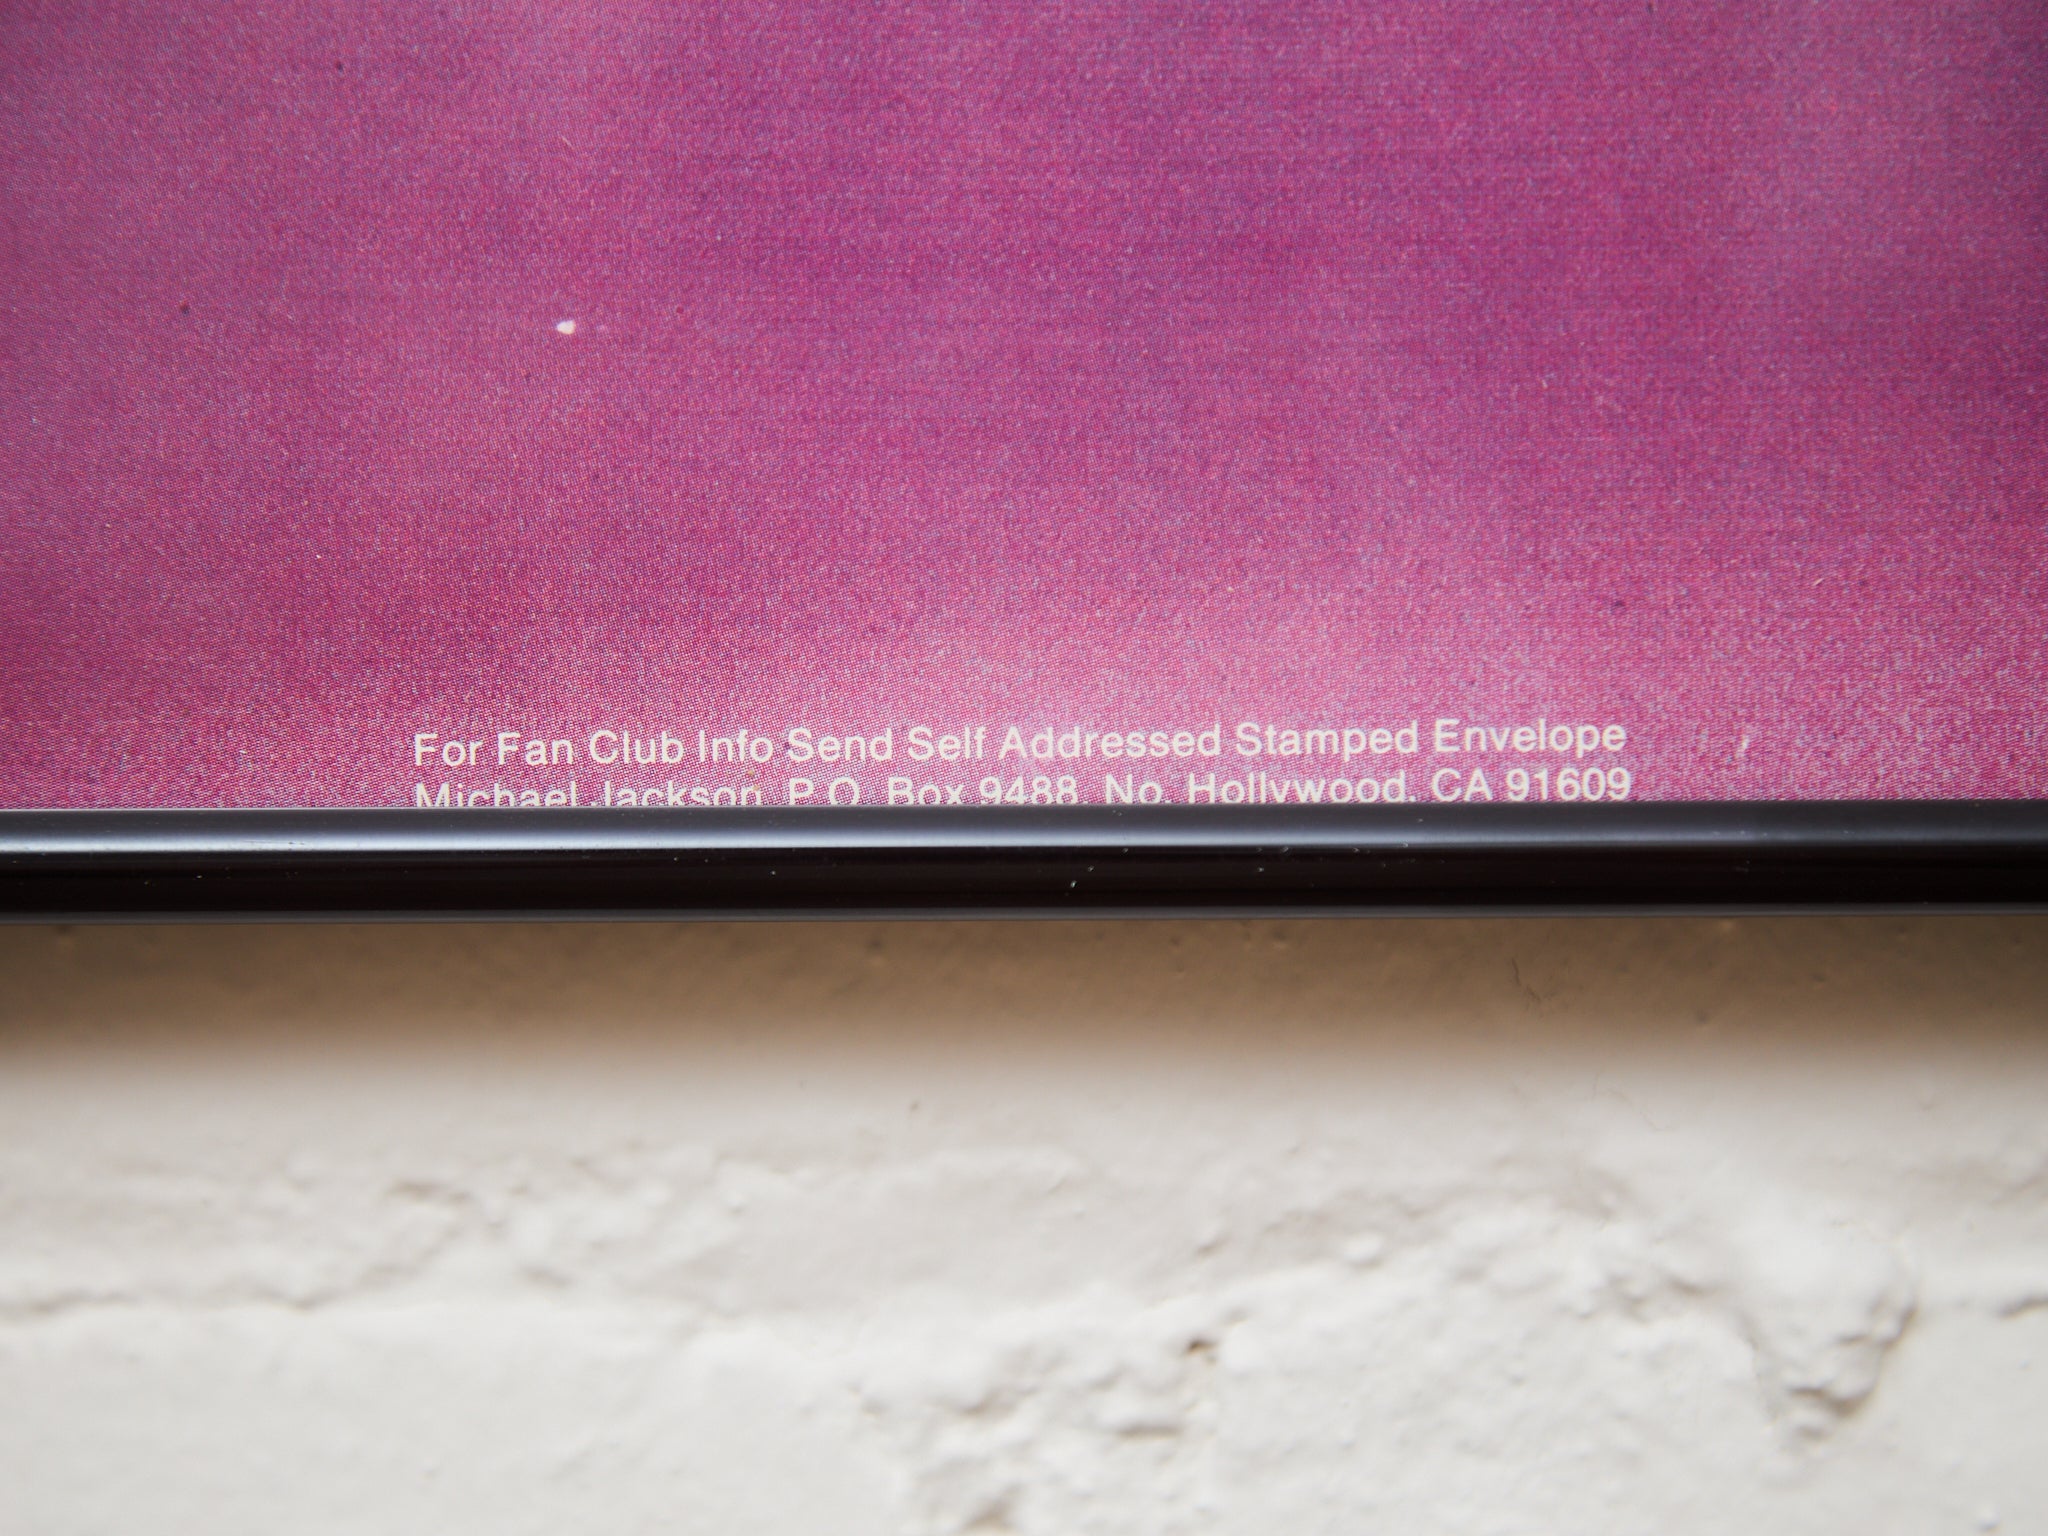 For Fan Club Info Send Self Addressed Stamped Envelope
Michael Jackson, P.O. Box 9488, No. Hollywood, CA 91609